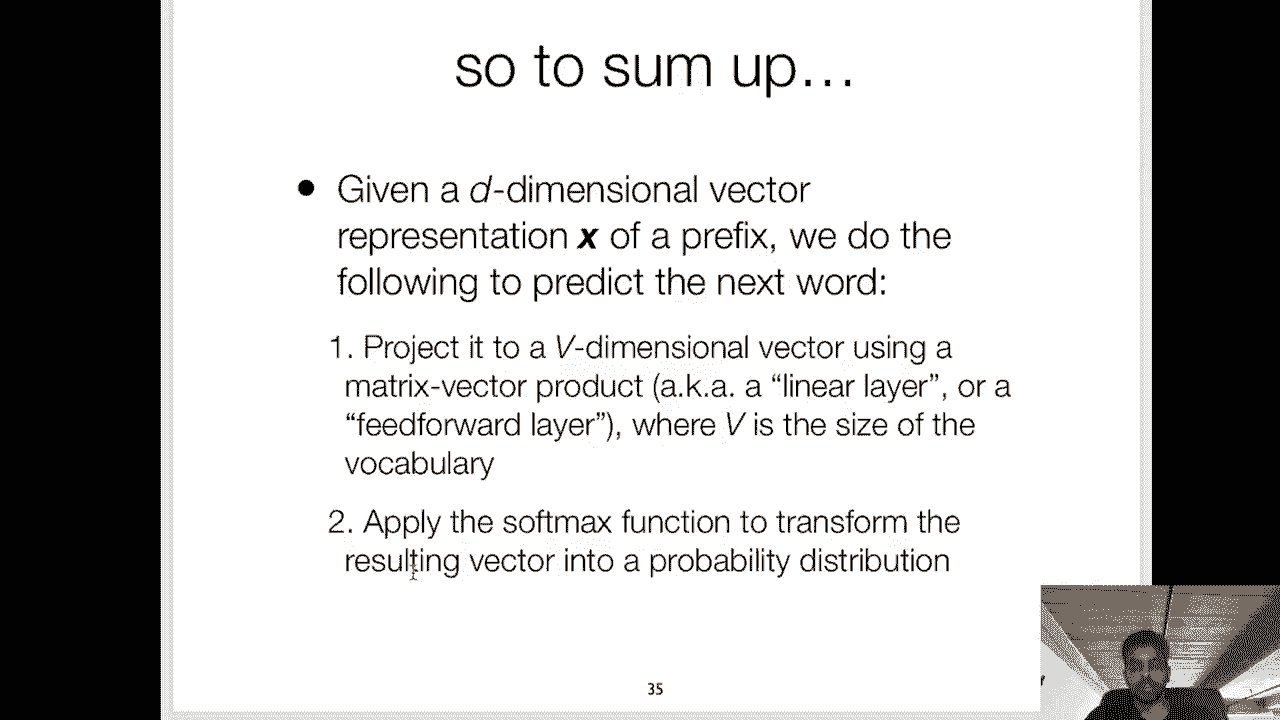 so to sum up…
• Given a d-dimensional vector
representation x of a prefix, we do the
following to predict the next word:
1. Project it to a V-dimensional vector using a
matrix-vector product (a.k.a. a “linear layer”, or a
“feedforward layer”), where V is the size of the
vocabulary
2. Apply the softmax function to transform the
resulting vector into a probability distribution
35